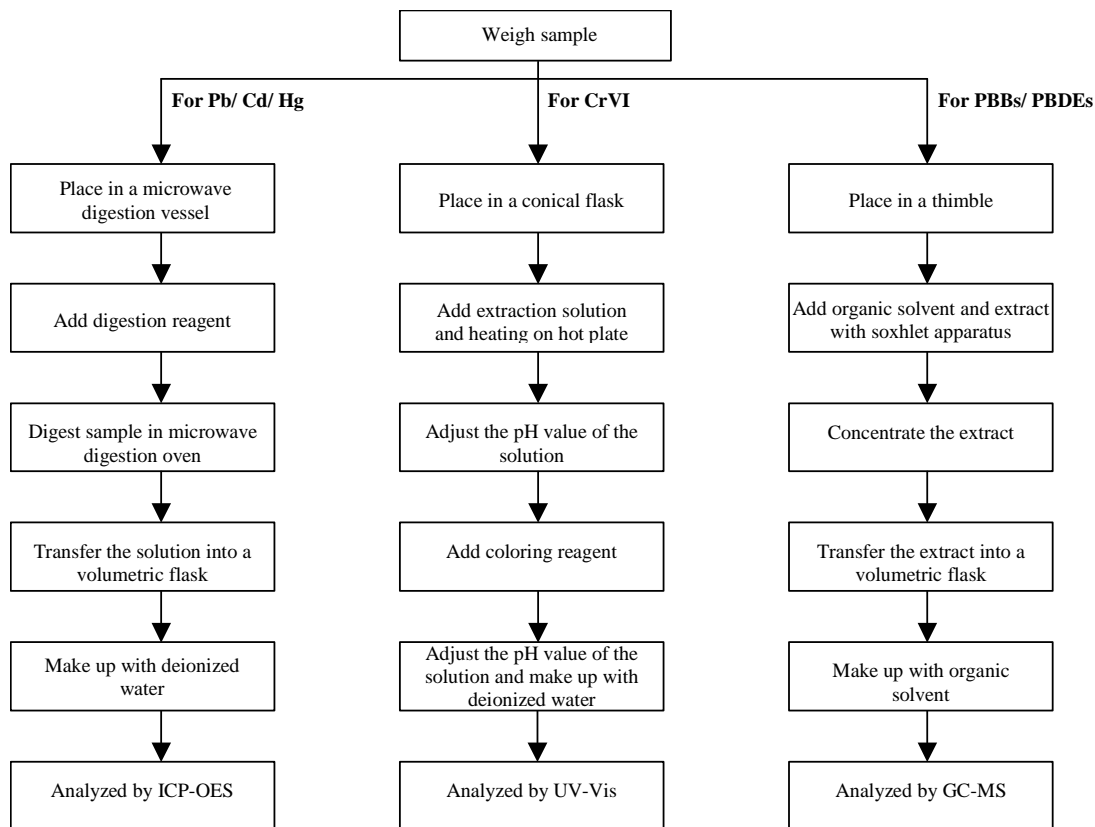 Weigh sample
For Pb/ Cd/ Hg
For CrVI
For PBBs/ PBDEs
Place in a microwave
digestion vessel
Place in a conical flask
Place in a thimble
Add digestion reagent
Add extraction solution
and heating on hot plate
Add organic solvent and extract
with soxhlet apparatus
Digest sample in microwave
digestion oven
Adjust the pH value of the
solution
Concentrate the extract
Transfer the solution into a
volumetric flask
Add coloring reagent
Transfer the extract into a
volumetric flask
Make up with deionized
water
Adjust the pH value of the
solution and make up with
deionized water
Make up with organic
solvent
Analyzed by ICP-OES
Analyzed by UV-Vis
Analyzed by GC-MS